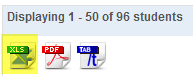 Displaying 1 - 50 of 96 students
XLS PDF TAB